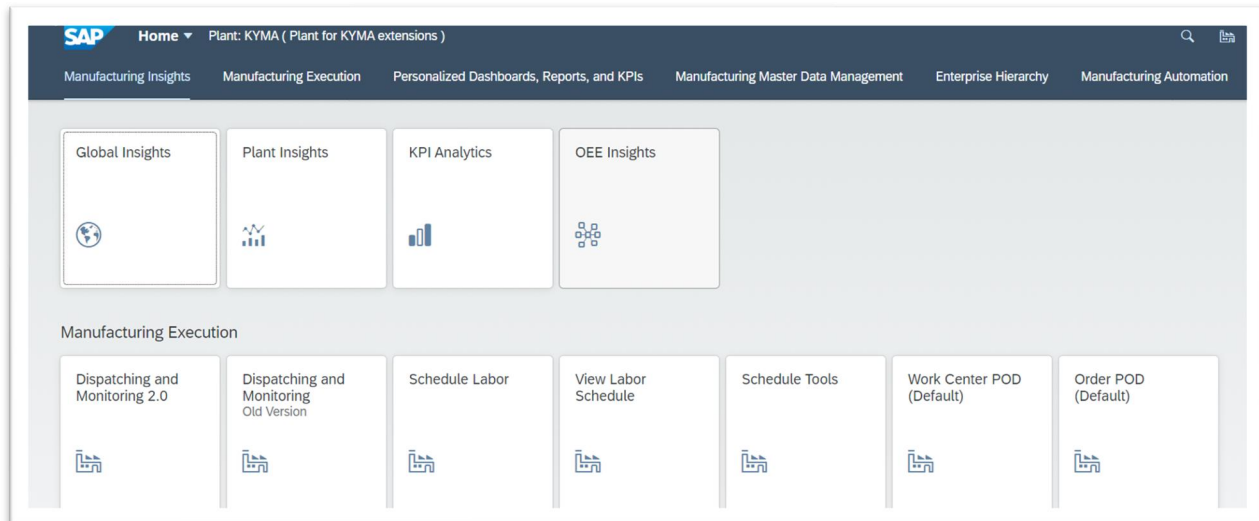 SAP Home Plant: KYMA ( Plant for KYMA extensions )
Manufacturing Insights Manufacturing Execution Personalized Dashboards, Reports, and KPIs Manufacturing Master Data Management Enterprise Hierarchy Manufacturing Automation
Global Insights
Plant Insights
KPI Analytics
OEE Insights
Manufacturing Execution
Dispatching and
Monitoring 2.0
Dispatching and
Monitoring
Old Version
Schedule Labor
View Labor
Schedule
Schedule Tools
Work Center POD
(Default)
Order POD
(Default)